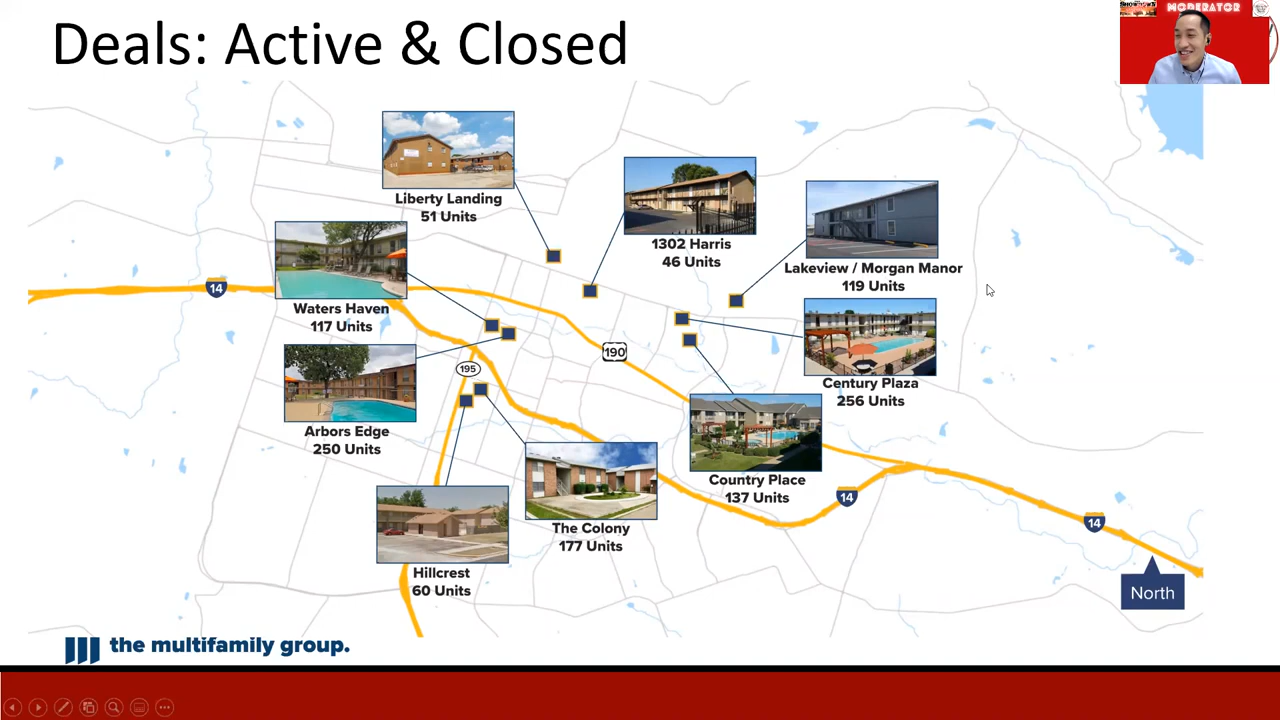 Deals: Active & Closed
MODERATOR
Liberty Landing
51 Units
1302 Harris
46 Units
Lakeview / Morgan Manor
119 Units
14
Waters Haven
117 Units
Century Plaza
256 Units
190
195
Arbors Edge
250 Units
Country Place
137 Units
14
14
The Colony
177 Units
Hillcrest
60 Units
North
the multifamily group.